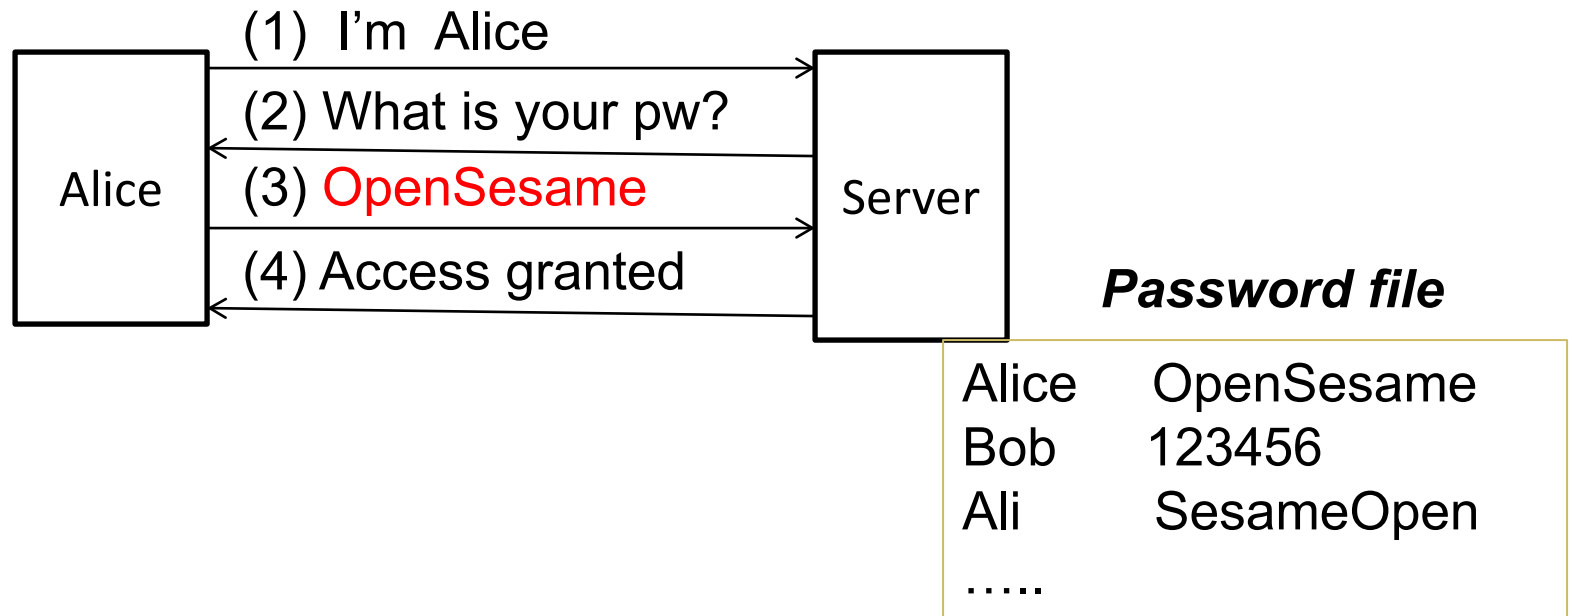 (1) I’m Alice
(2) What is your pw?
(3) OpenSesame
(4) Access granted
Alice
Server
Password file
Alice OpenSesame
Bob 123456
Ali SesameOpen
…..